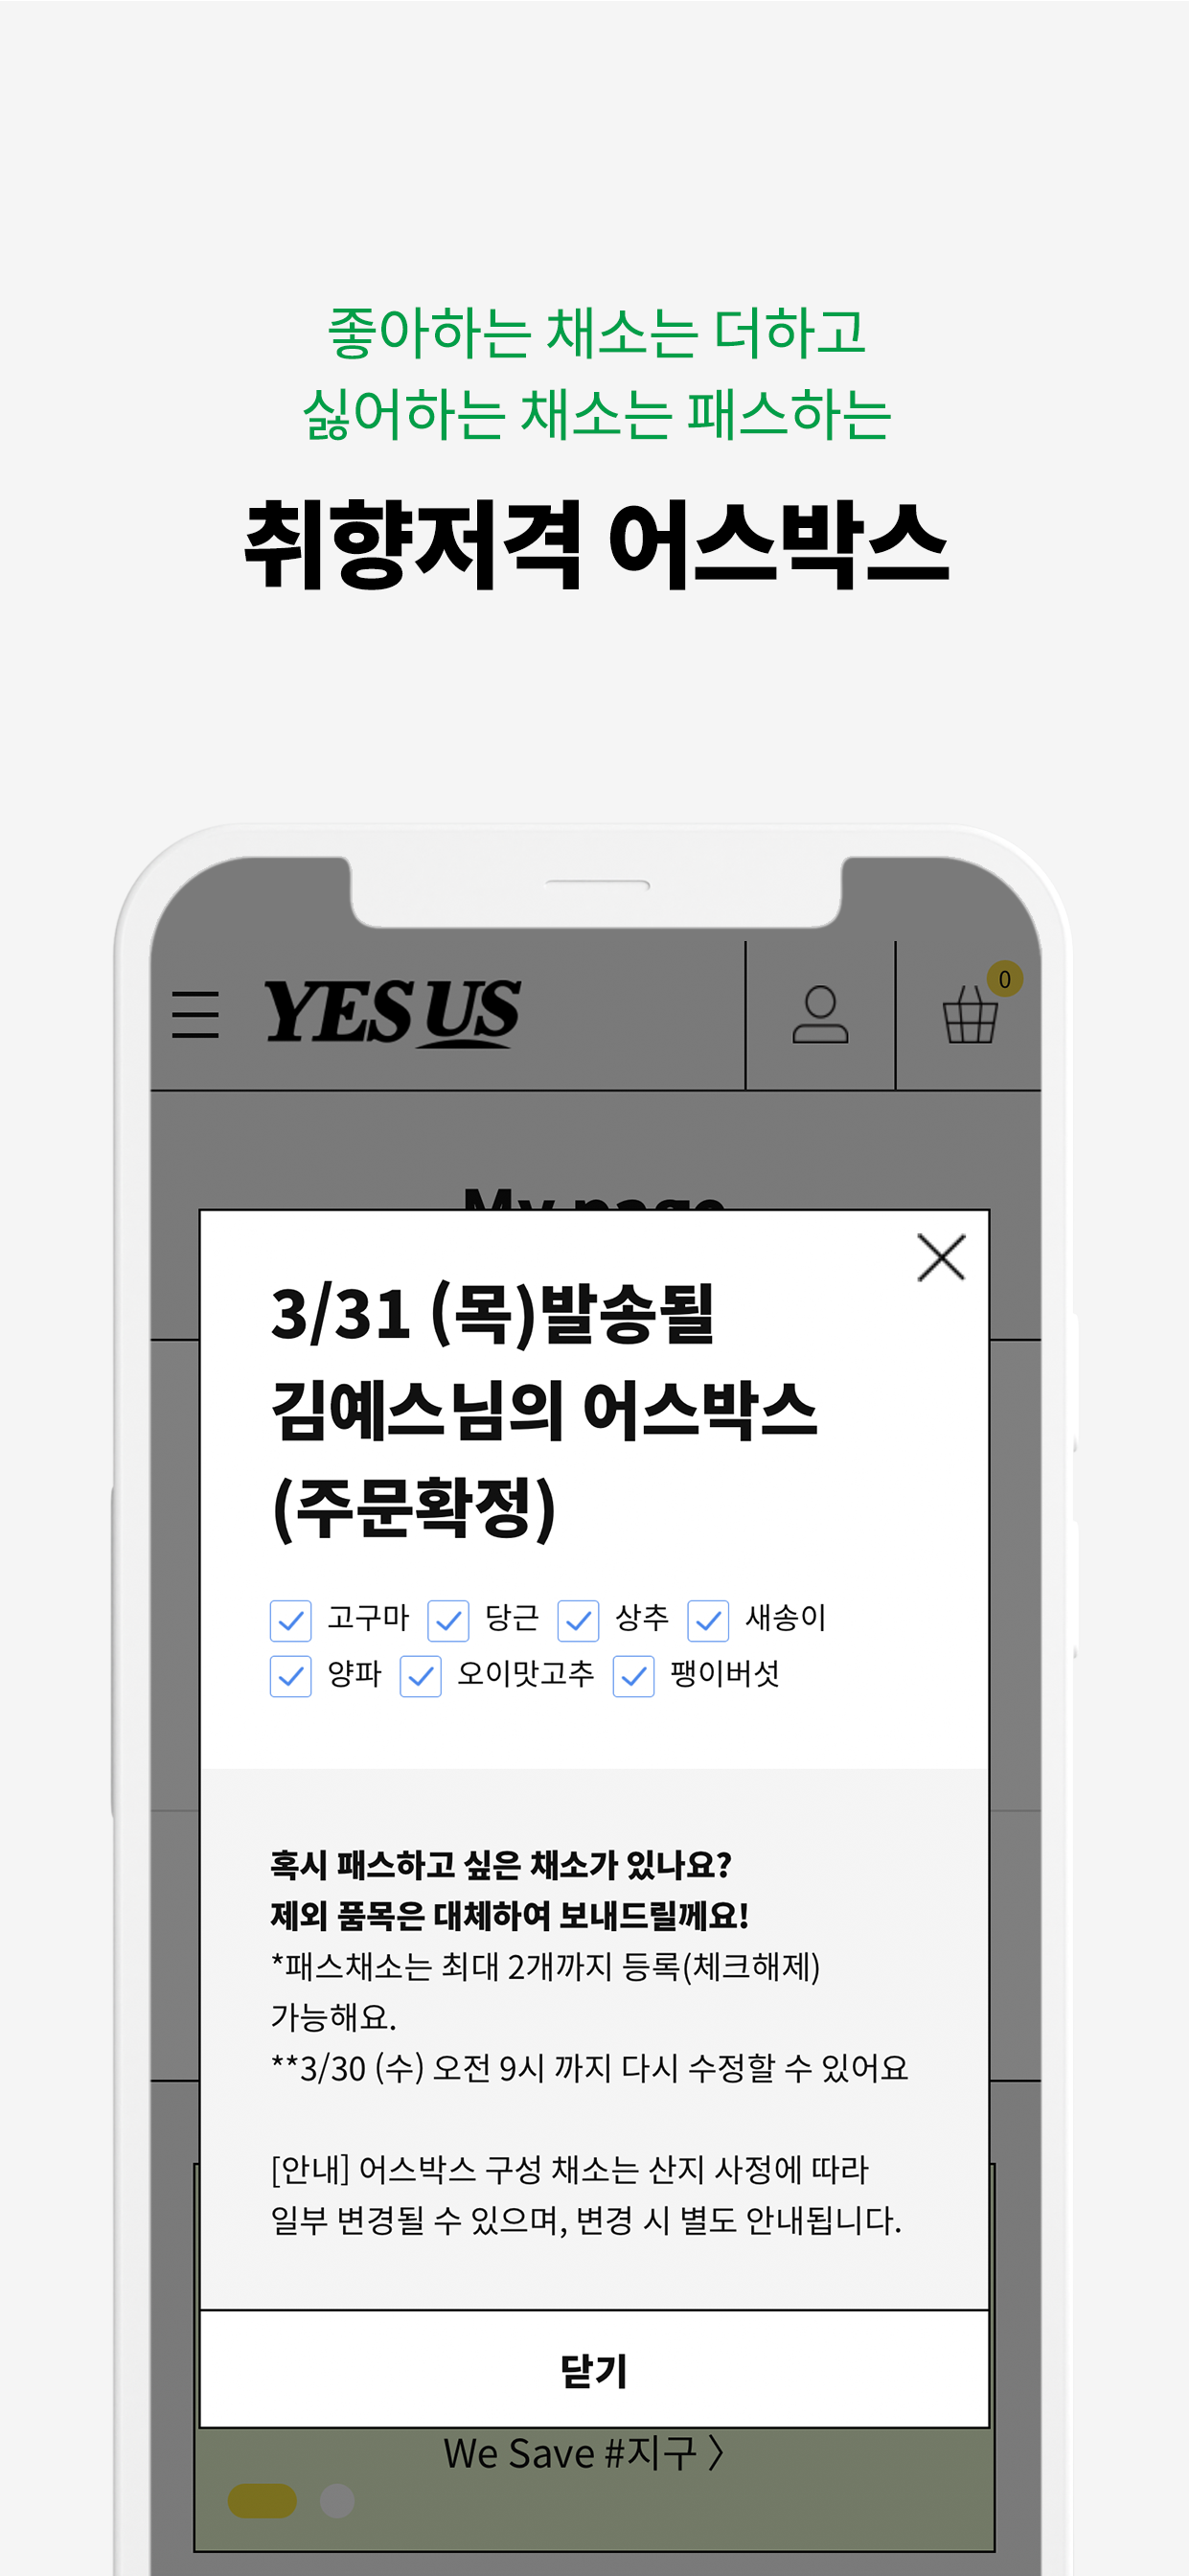 좋아하는 채소는 더하고
싫어하는 채소는 패스하는
취향저격 어스박스
YES US
0
My page
3/31 (목)발송될
김예스님의 어스박스
(주문확정)
고구마 당근 상추 새송이
양파 오이맛고추 팽이버섯
혹시 패스하고 싶은 채소가 있나요?
제외 품목은 대체하여 보내드릴께요!
*패스채소는 최대 2개까지 등록(체크해제)
가능해요.
**3/30 (수) 오전 9시 까지 다시 수정할 수 있어요
[안내] 어스박스 구성 채소는 산지 사정에 따라
일부 변경될 수 있으며, 변경 시 별도 안내됩니다.
닫기
We Save #지구 〉